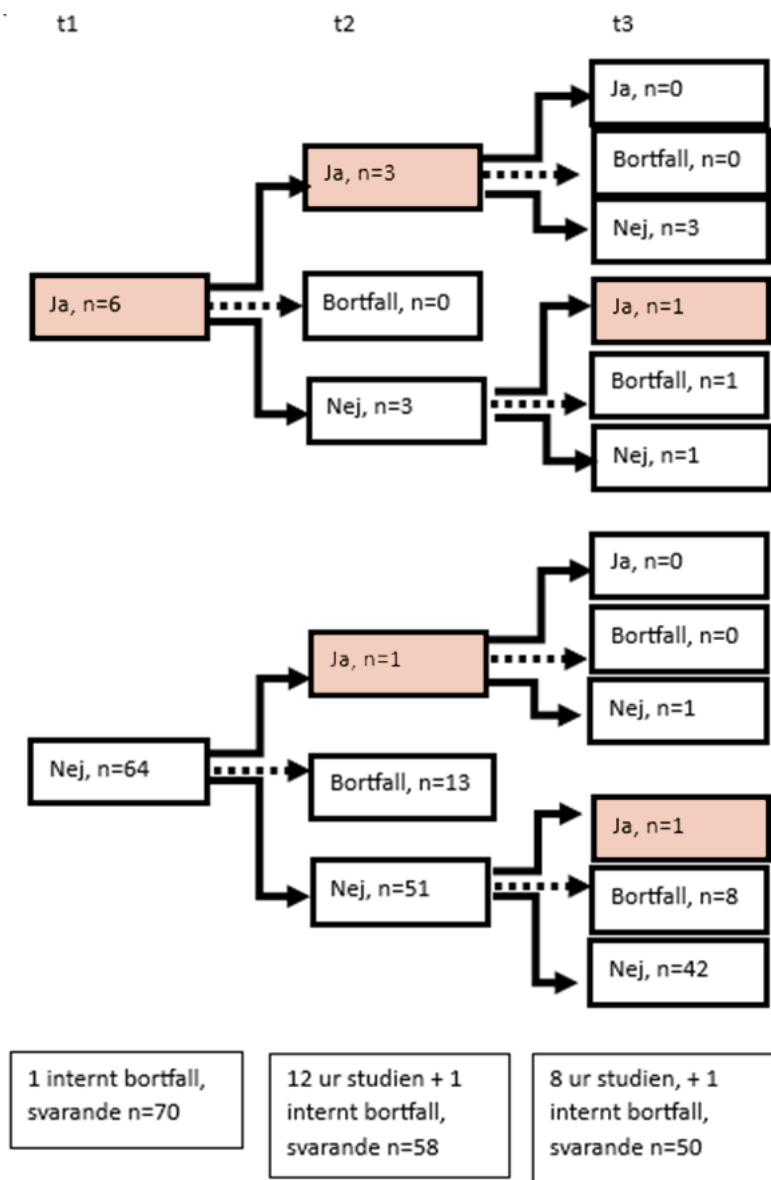 t1 t2 t3
Ja, n=0
Ja, n=3
Bortfall, n=0
Nej, n=3
Ja, n=6
Bortfall, n=0
Ja, n=1
Bortfall, n=1
Nej, n=3
Nej, n=1
Ja, n=0
Ja, n=1
Bortfall, n=0
Nej, n=1
Nej, n=64
Bortfall, n=13
Ja, n=1
Nej, n=51
Bortfall, n=8
Nej, n=42
1 internt bortfall,
svarande n=70
12 ur studien + 1
internt bortfall,
svarande n=58
8 ur studien, + 1
internt bortfall,
svarande n=50